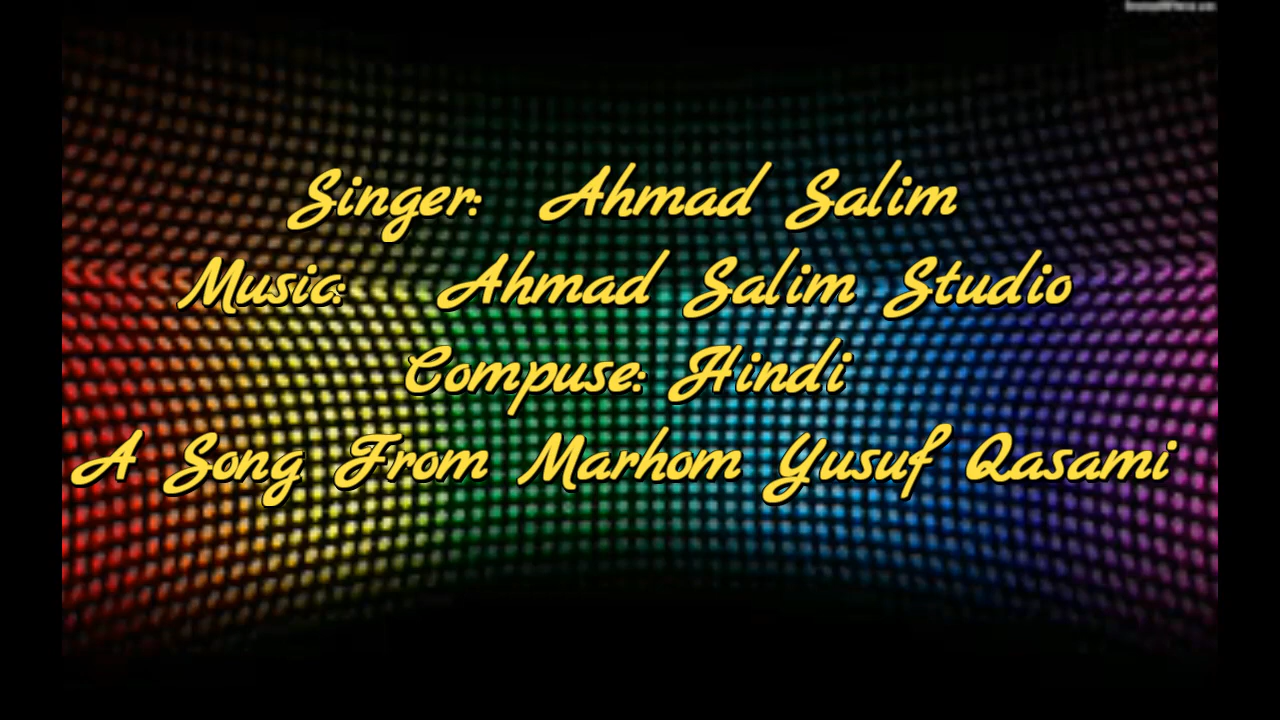 Singer: Ahmad Salim
Music: Ahmad Salim Studio
Compuse: Hindi
A Song From Marhom Yusuf Qasami